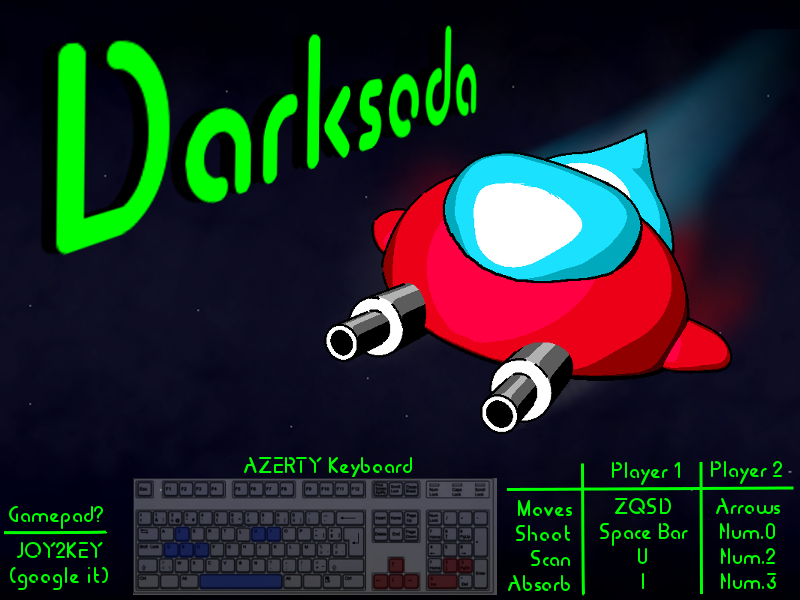 Darksoda
AZERTY Keyboard
Gamepad?
JOY2KEY
(google it)
Player 1 Player 2
Moves ZQSD Arrows
Shoot Space Bar Num.0
Scan U Num.2
Absorb I Num.3